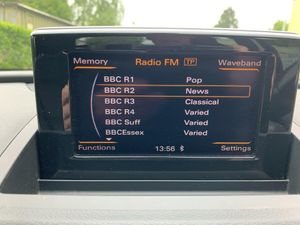 Memory Radio FM TP Waveband
BBC R1 Pop
BBC R2 News
BBC R3 Classical
BBC R4 Varied
BBC Suff Varied
BBCEssex Varied
Functions 13:56 Settings